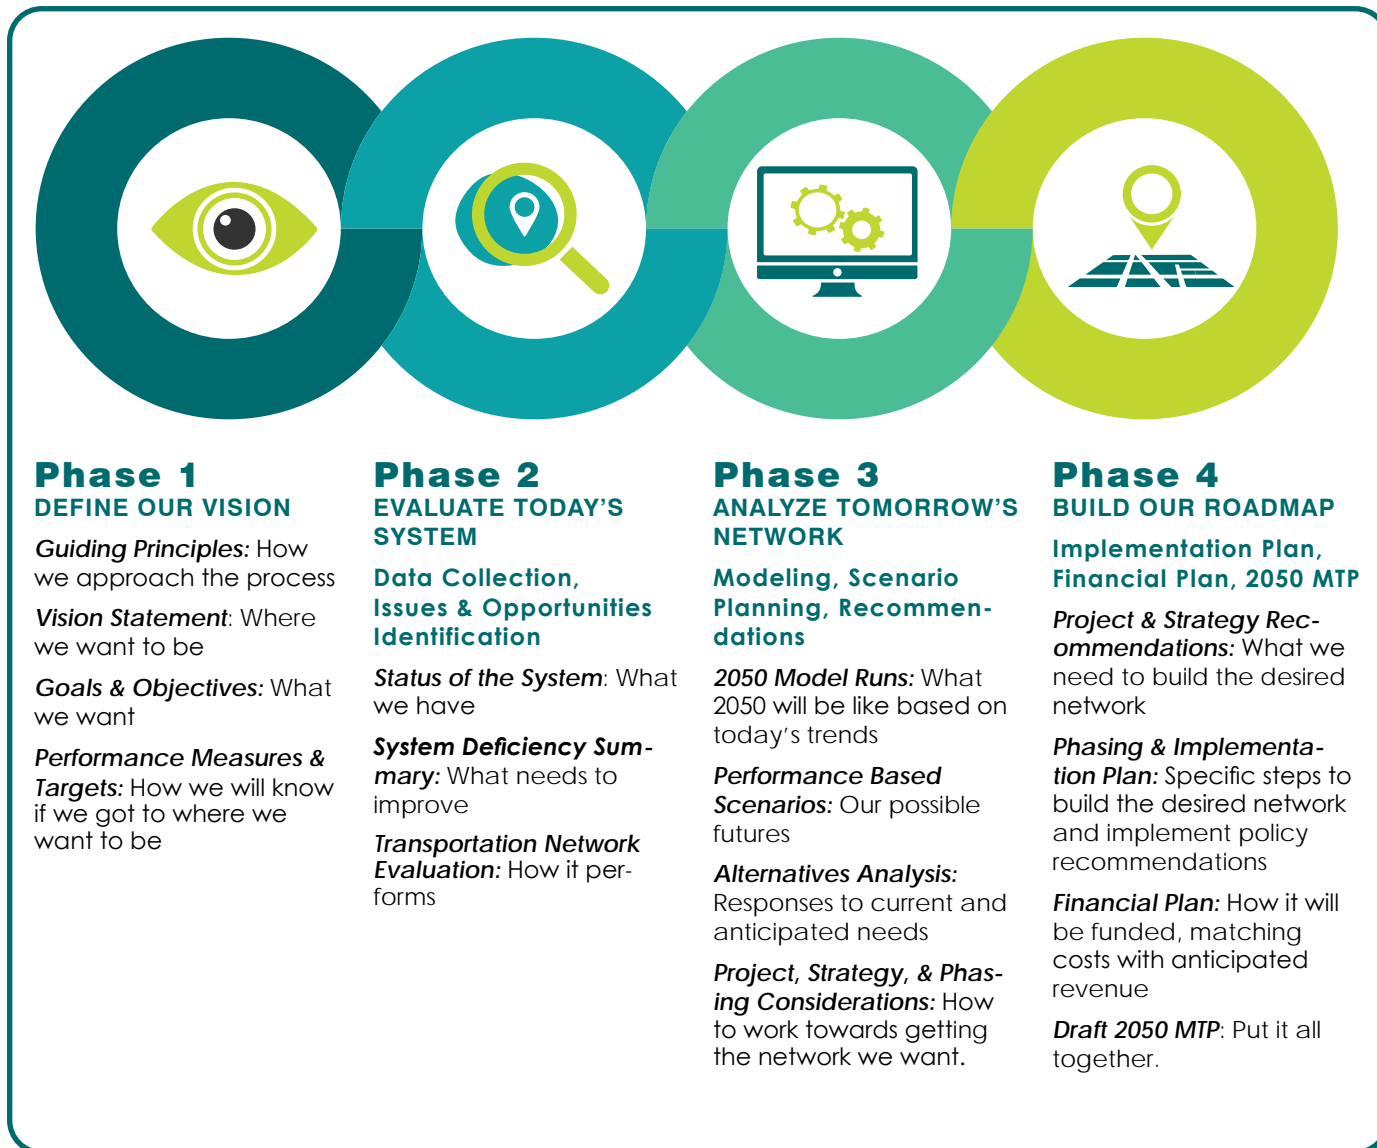 Phase 1
DEFINE OUR VISION
Guiding Principles: How
we approach the process
Vision Statement: Where
we want to be
Goals & Objectives: What
we want
Performance Measures &
Targets: How we will know
if we got to where we
want to be
Phase 2
EVALUATE TODAY’S
SYSTEM
Data Collection,
Issues & Opportunities
Identification
Status of the System: What
we have
System Deficiency Sum-
mary: What needs to
improve
Transportation Network
Evaluation: How it per-
forms
Phase 3
ANALYZE TOMORROW’S
NETWORK
Modeling, Scenario
Planning, Recommen-
dations
2050 Model Runs: What
2050 will be like based on
today’s trends
Performance Based
Scenarios: Our possible
futures
Alternatives Analysis:
Responses to current and
anticipated needs
Project, Strategy, & Phas-
ing Considerations: How
to work towards getting
the network we want.
Phase 4
BUILD OUR ROADMAP
Implementation Plan,
Financial Plan, 2050 MTP
Project & Strategy Rec-
ommendations: What we
need to build the desired
network
Phasing & Implementa-
tion Plan: Specific steps to
build the desired network
and implement policy
recommendations
Financial Plan: How it will
be funded, matching
costs with anticipated
revenue
Draft 2050 MTP: Put it all
together.